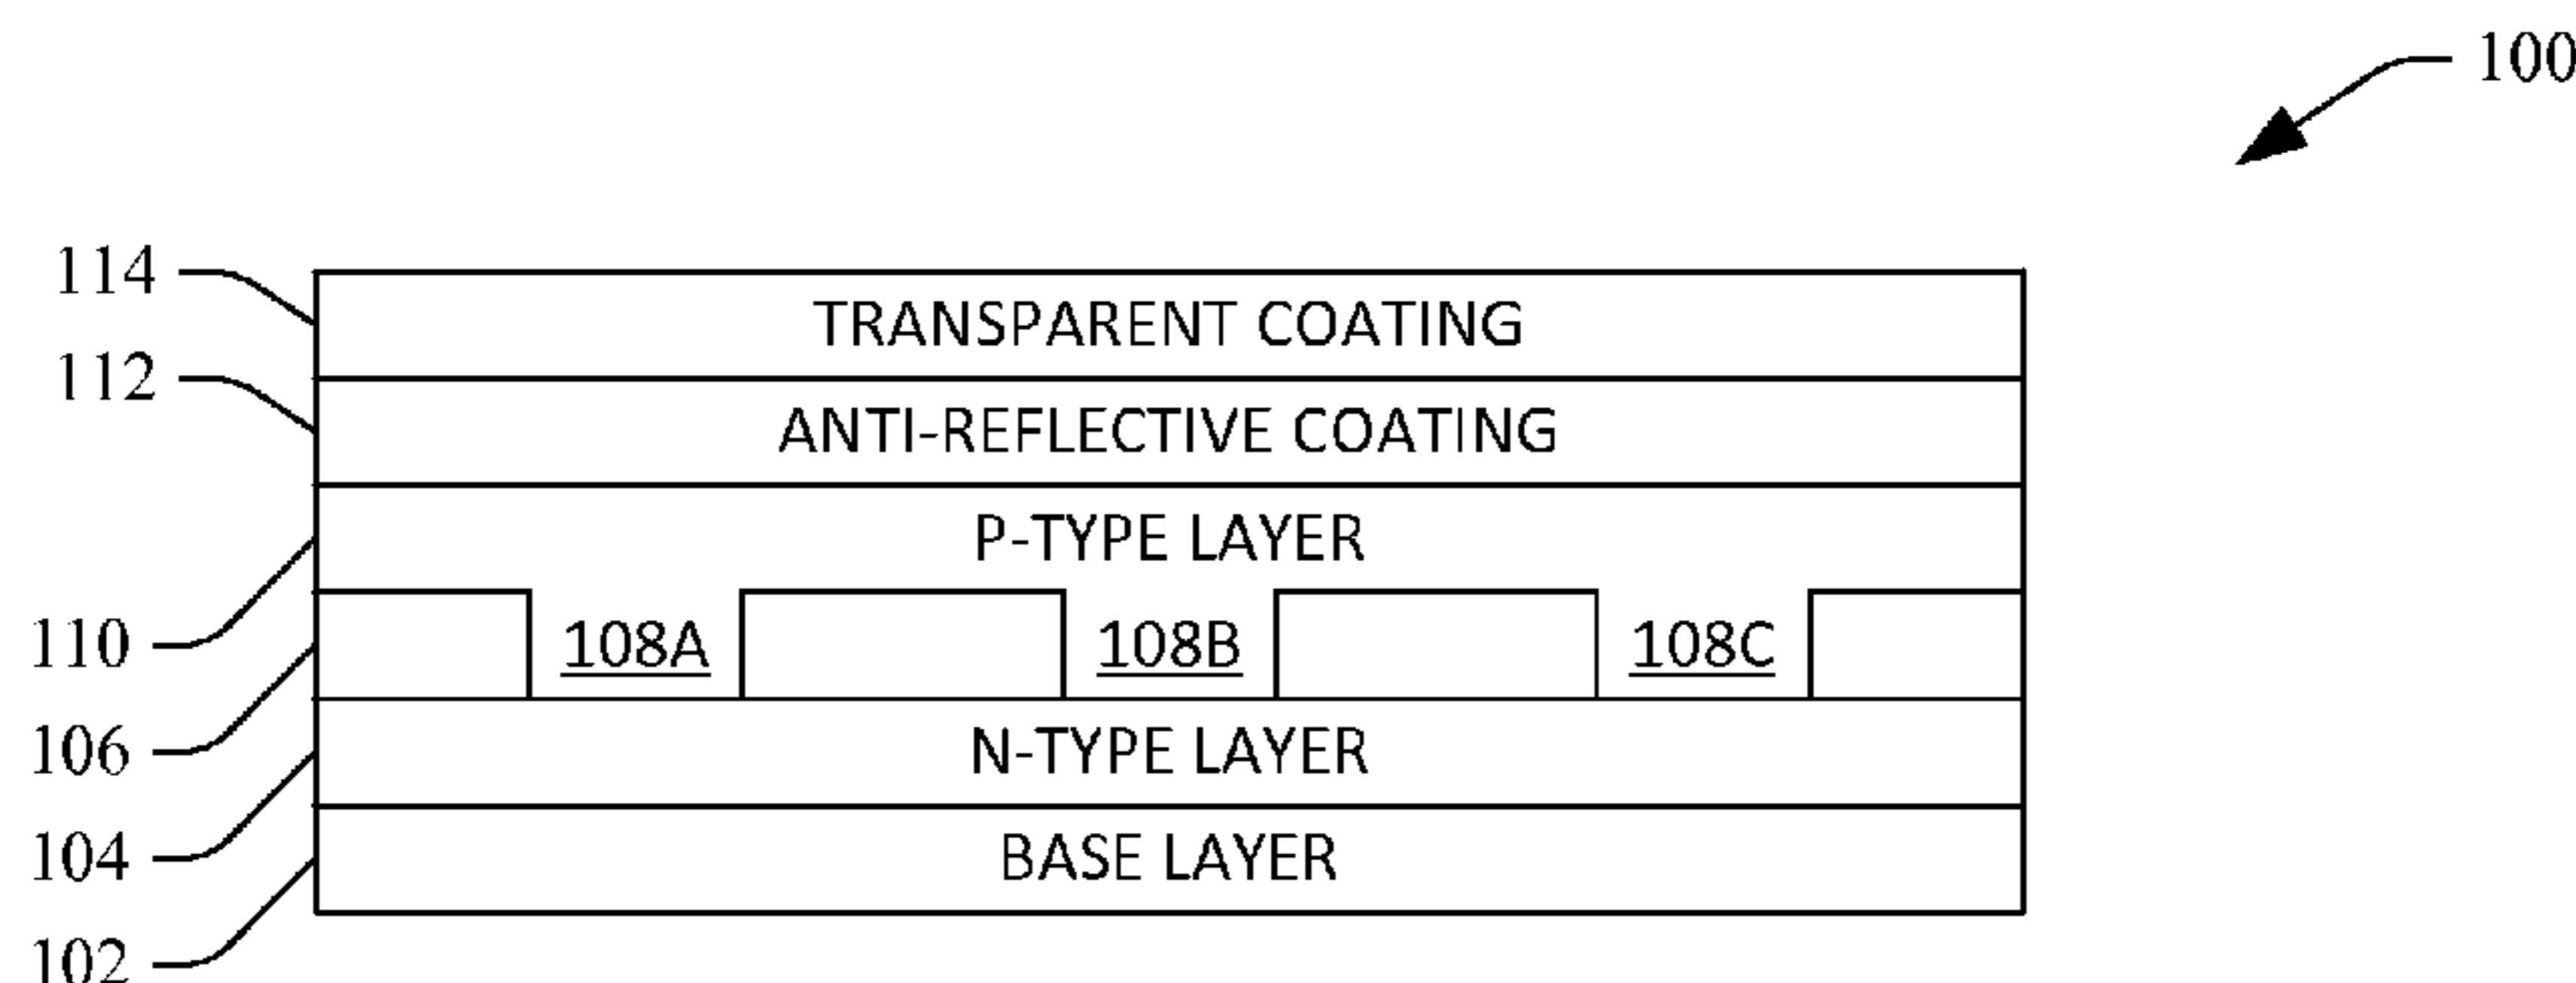 100
114
TRANSPARENT COATING
112
ANTI-REFLECTIVE COATING
P-TYPE LAYER
110
108A 108B 108C
106
N-TYPE LAYER
104
BASE LAYER
102